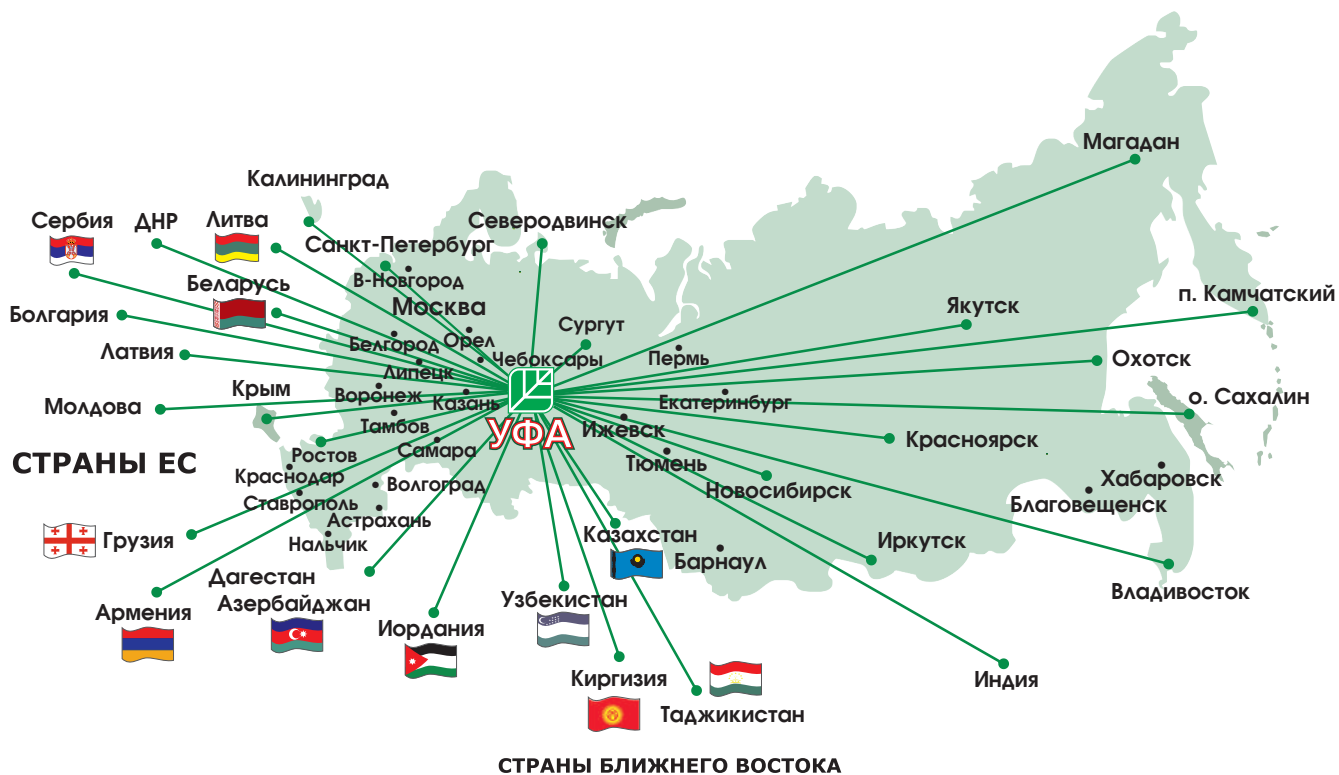 Магадан
Калининград
Сербия
ДНР
Литва
Северодвинск
Санкт-Петербург
В-Новгород
Беларусь
п. Камчатский
Москва
Якутск
Болгария
Сургут
Белгород
Орел
Латвия
Чебоксары
Пермь
Охотск
Липецк
Крым
Воронеж
Казань
Екатеринбург
о. Сахалин
Молдова
Тамбов
УФА
Ижевск
Красноярск
Самара
Ростов
СТРАНЫ ЕС
Тюмень
Краснодар
Хабаровск
Волгоград
Новосибирск
Ставрополь
Благовещенск
Астрахань
Казахстан
Грузия
Нальчик
Иркутск
Барнаул
Дагестан
Азербайджан
Узбекистан
Владивосток
Армения
Иордания
Киргизия
Индия
Таджикистан
СТРАНЫ БЛИЖНЕГО ВОСТОКА